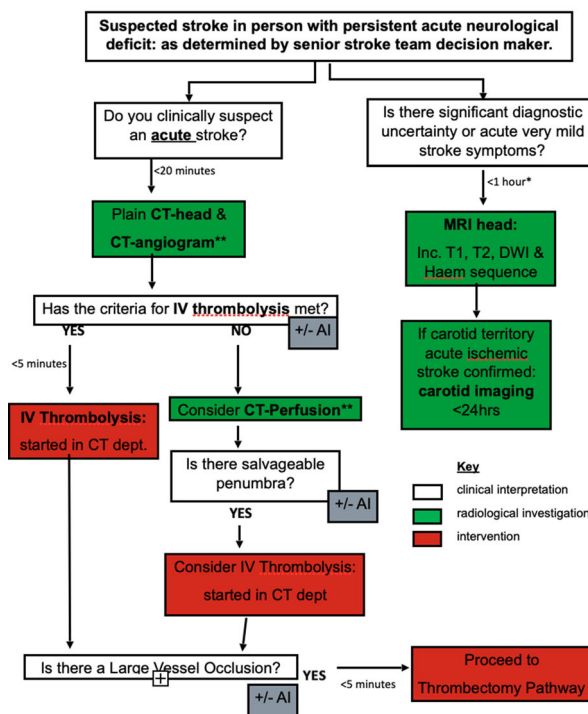 Suspected stroke in person with persistent acute neurological
deficit: as determined by senior stroke team decision maker.
Do you clinically suspect
an acute stroke?
<20 minutes
Plain CT-head &
CT-angiogram**
Is there significant diagnostic
uncertainty or acute very mild
stroke symptoms?
<1 hour*
MRI head:
Inc. T1, T2, DWI &
Haem sequence
If carotid territory
acute ischemic
stroke confirmed:
carotid imaging
<24hrs
Has the criteria for IV thrombolysis met?
+/- AI
YES
NO
<5 minutes
IV Thrombolysis:
started in CT dept.
Consider CT-Perfusion**
Is there salvageable
penumbra?
+/- AI
YES
Consider IV Thrombolysis:
started in CT dept
Key
clinical interpretation
radiological investigation
intervention
Is there a Large Vessel Occlusion?
+/- AI
YES
<5 minutes
Proceed to
Thrombectomy Pathway